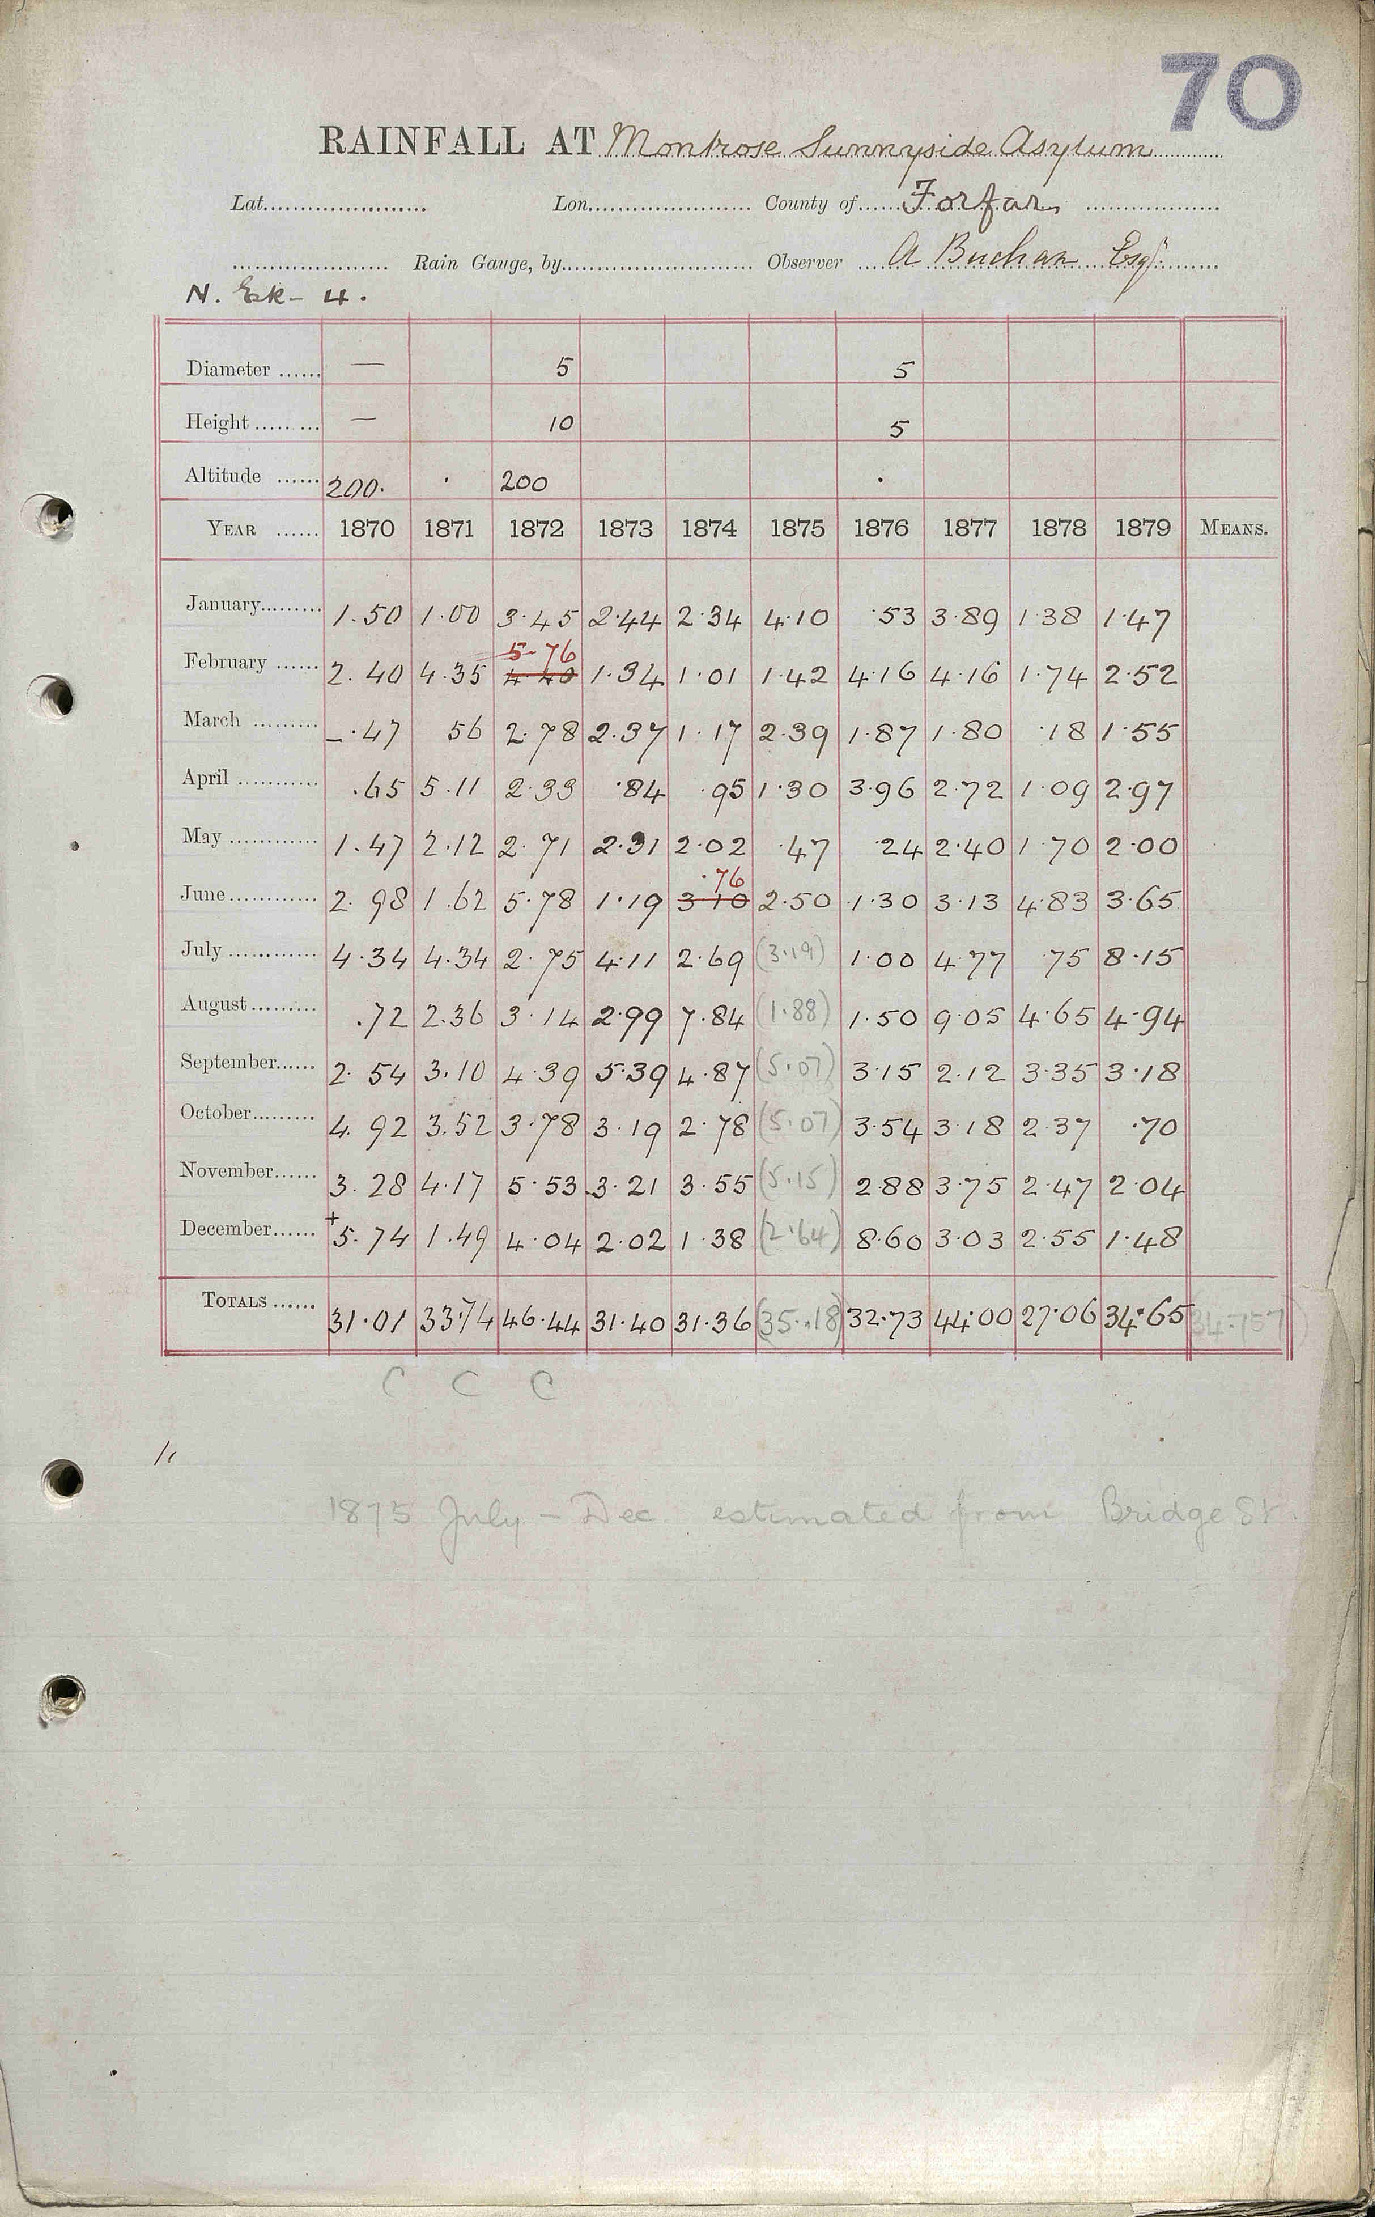 70
RAINFALL AT Montrose Sunnyside Asylum
Lat. Lon. County of Forfar
Rain Gauge, by Observer A Buchan Esqr.
N. Esk - 4.
Diameter — 5 5
Height — 10 5
Altitude 200. . 200 .
YEAR 1870 1871 1872 1873 1874 1875 1876 1877 1878 1879 MEANS.
January 1.50 1.00 3.45 2.44 2.34 4.10 .53 3.89 1.38 1.47
5.76
February 2.40 4.35 4.40 1.34 1.01 1.42 4.16 4.16 1.74 2.52
March —.47 56 2.78 2.37 1.17 2.39 1.87 1.80 .18 1.55
April .65 5.11 2.33 .84 .95 1.30 3.96 2.72 1.09 2.97
May 1.47 2.12 2.71 2.31 2.02 .47 .24 2.40 1.70 2.00
.76
June 2.98 1.62 5.78 1.19 3.10 2.50 1.30 3.13 4.83 3.65
July 4.34 4.34 2.75 4.11 2.69 (3.19) 1.00 4.77 .75 8.15
August .72 2.36 3.14 2.99 7.84 (1.88) 1.50 9.05 4.65 4.94
September 2.54 3.10 4.39 5.39 4.87 (5.07) 3.15 2.12 3.35 3.18
October 4.92 3.52 3.78 3.19 2.78 (5.07) 3.54 3.18 2.37 .70
November 3.28 4.17 5.53 3.21 3.55 (5.15) 2.88 3.75 2.47 2.04
December +5.74 1.49 4.04 2.02 1.38 (2.64) 8.60 3.03 2.55 1.48
TOTALS 31.01 33.74 46.44 31.40 31.36 (35.18) 32.73 44.00 27.06 34.65 (34.757)
C C C
1875 July – Dec. estimated from Bridge St.